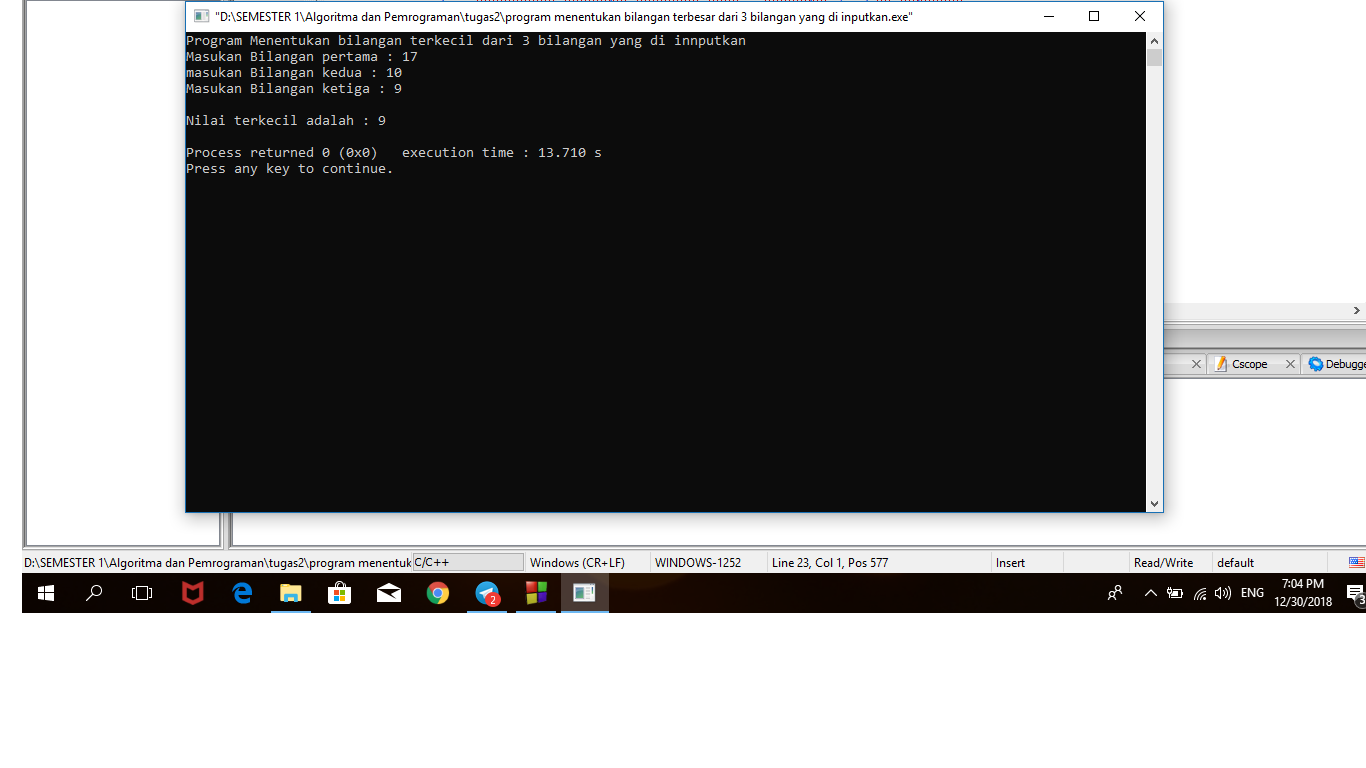 "D:\SEMESTER 1\Algoritma dan Pemrograman\tugas2\program menentukan bilangan terbesar dari 3 bilangan yang di inputkan.exe"
Program Menentukan bilangan terkecil dari 3 bilangan yang di innputkan
Masukan Bilangan pertama : 17
masukan Bilangan kedua : 10
Masukan Bilangan ketiga : 9
Nilai terkecil adalah : 9
Process returned 0 (0x0)   execution time : 13.710 s
Press any key to continue.
Cscope
Debugge
D:\SEMESTER 1\Algoritma dan Pemrograman\tugas2\program menentuk C/C++ Windows (CR+LF) WINDOWS-1252 Line 23, Col 1, Pos 577 Insert Read/Write default
2
ENG
7:04 PM
12/30/2018
3